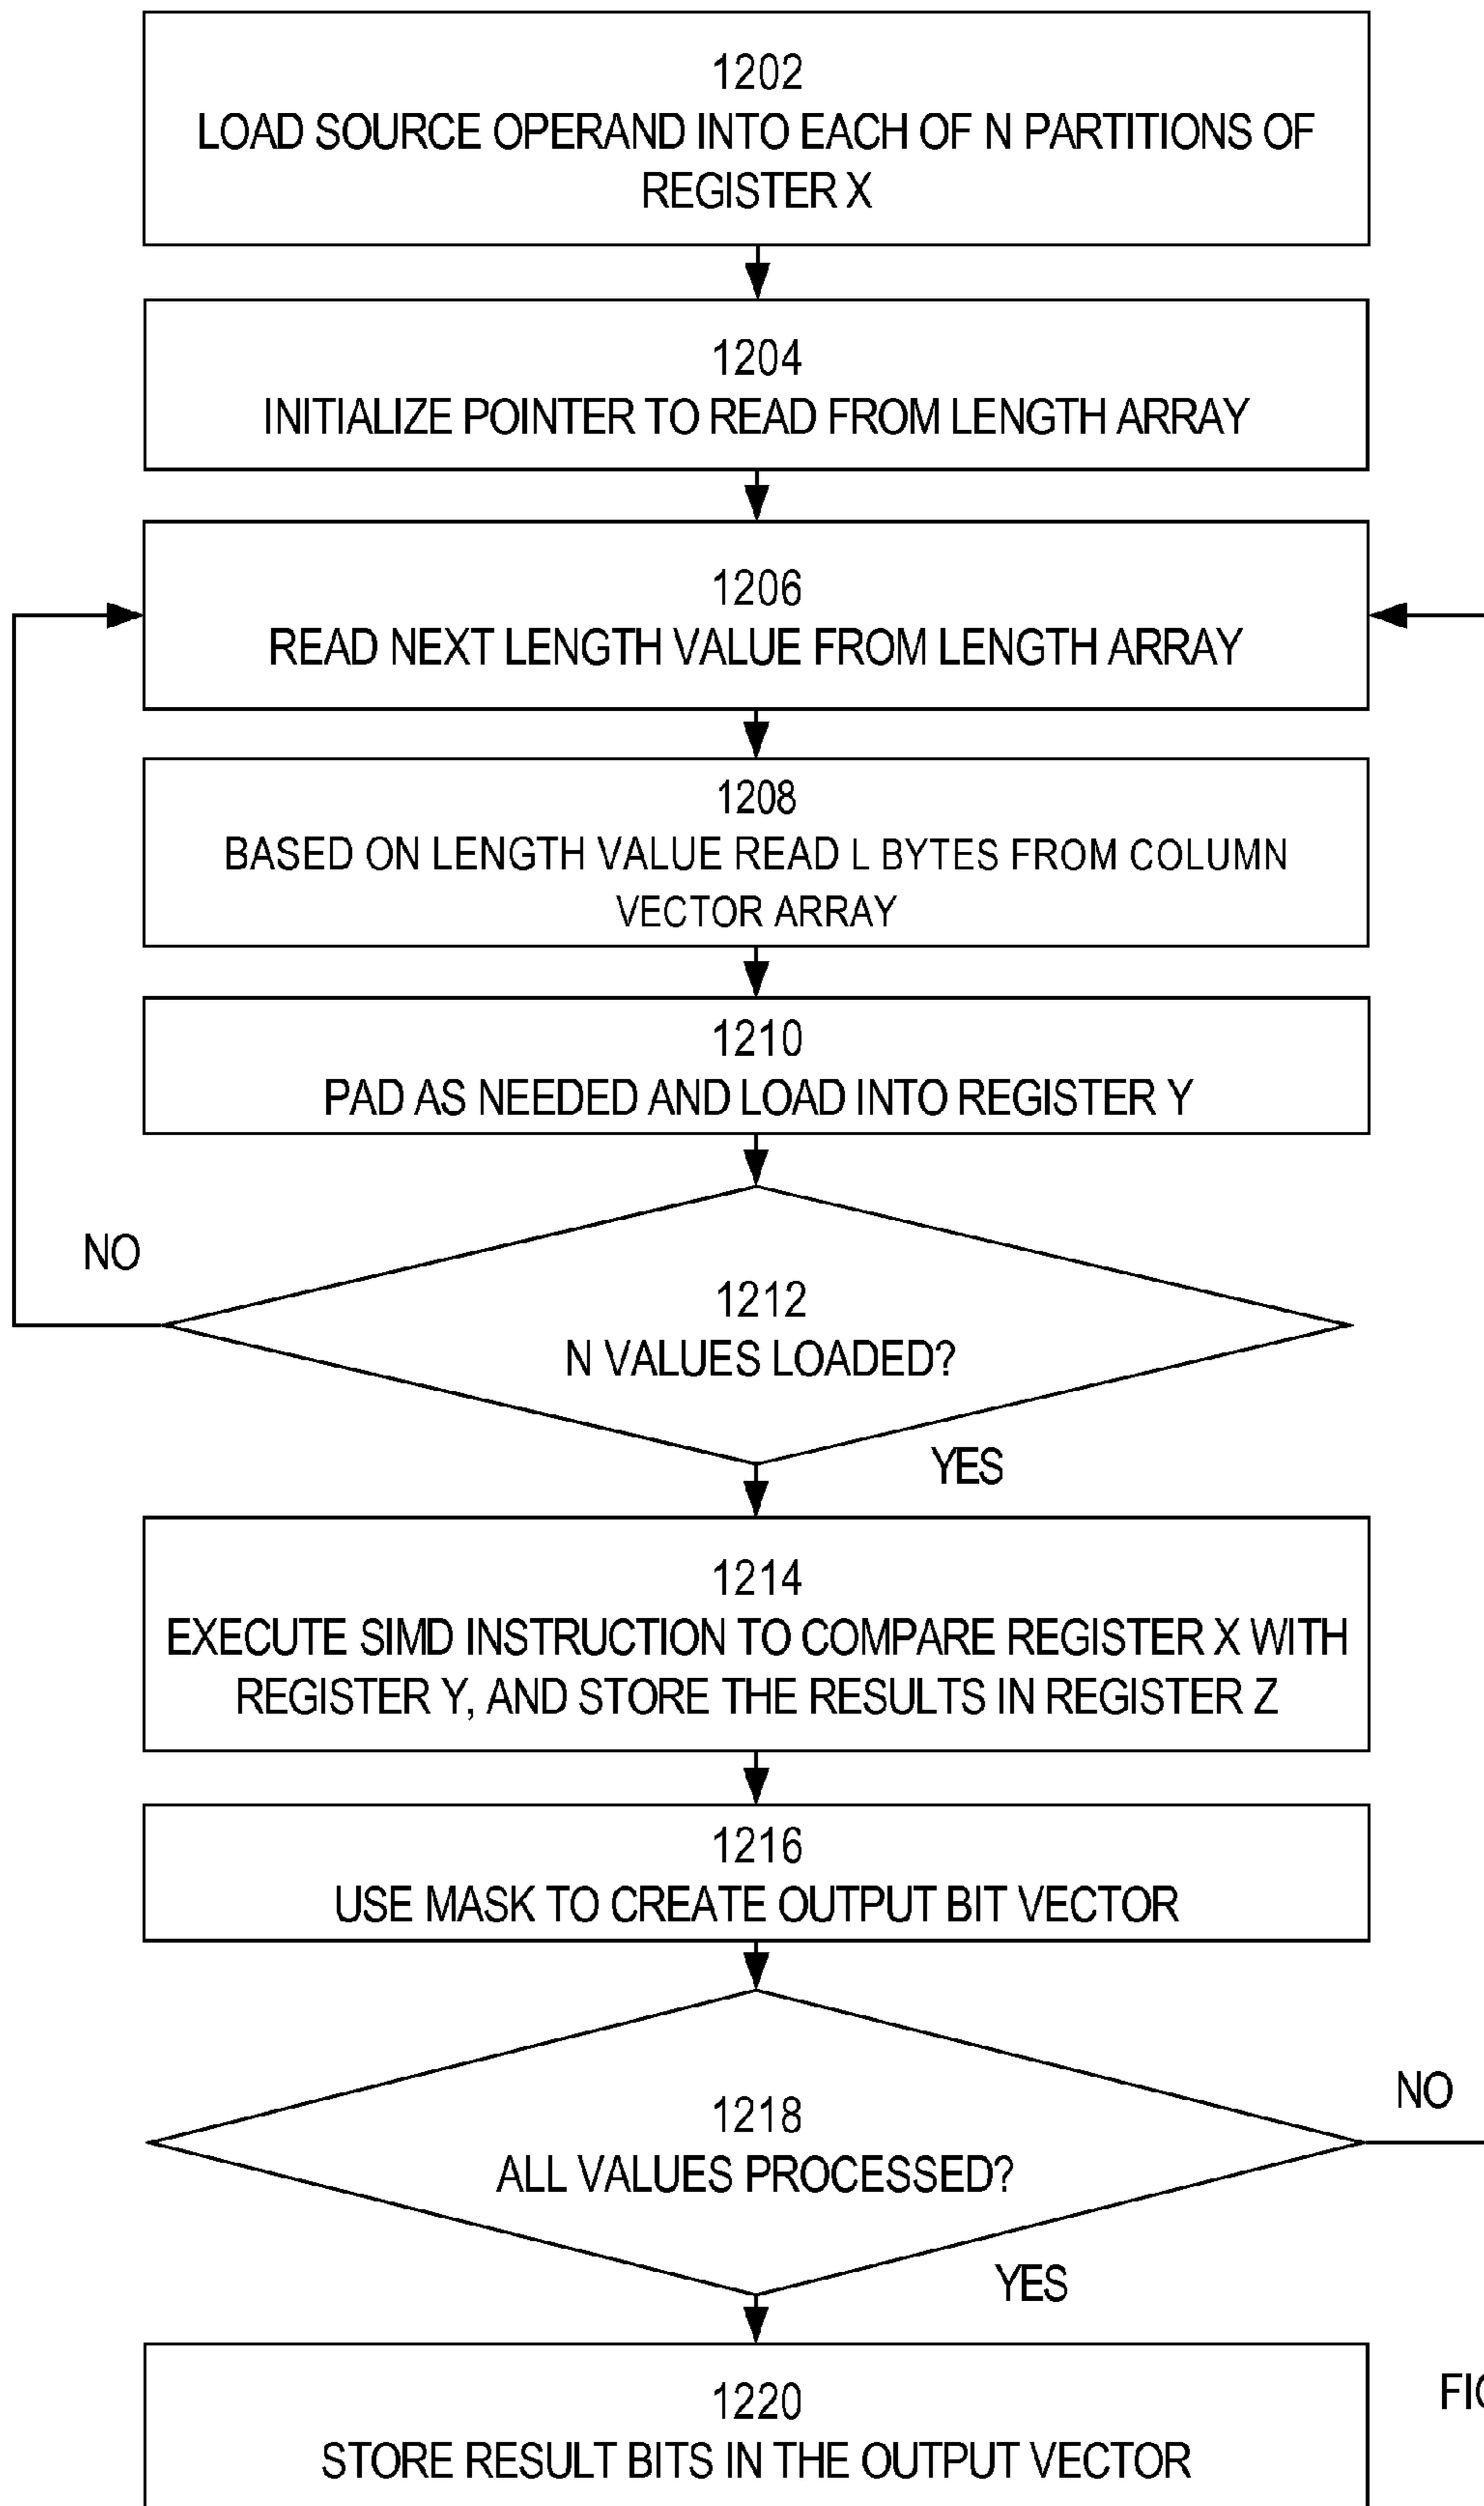 1202
LOAD SOURCE OPERAND INTO EACH OF N PARTITIONS OF
REGISTER X
1204
INITIALIZE POINTER TO READ FROM LENGTH ARRAY
1206
READ NEXT LENGTH VALUE FROM LENGTH ARRAY
1208
BASED ON LENGTH VALUE READ L BYTES FROM COLUMN
VECTOR ARRAY
1210
PAD AS NEEDED AND LOAD INTO REGISTER Y
NO
1212
N VALUES LOADED?
YES
1214
EXECUTE SIMD INSTRUCTION TO COMPARE REGISTER X WITH
REGISTER Y, AND STORE THE RESULTS IN REGISTER Z
1216
USE MASK TO CREATE OUTPUT BIT VECTOR
NO
1218
ALL VALUES PROCESSED?
YES
1220
STORE RESULT BITS IN THE OUTPUT VECTOR